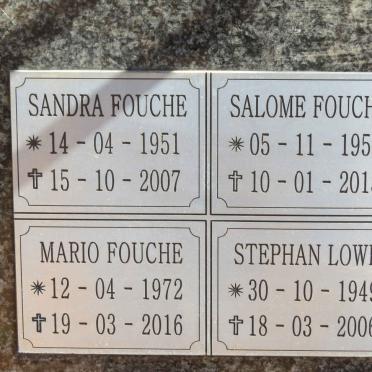 SANDRA FOUCHE
* 14 - 04 - 1951
✝ 15 - 10 - 2007
SALOME FOUCH
* 05 - 11 - 195
✝ 10 - 01 - 201
MARIO FOUCHE
* 12 - 04 - 1972
✝ 19 - 03 - 2016
STEPHAN LOW
* 30 - 10 - 1949
✝ 18 - 03 - 2006